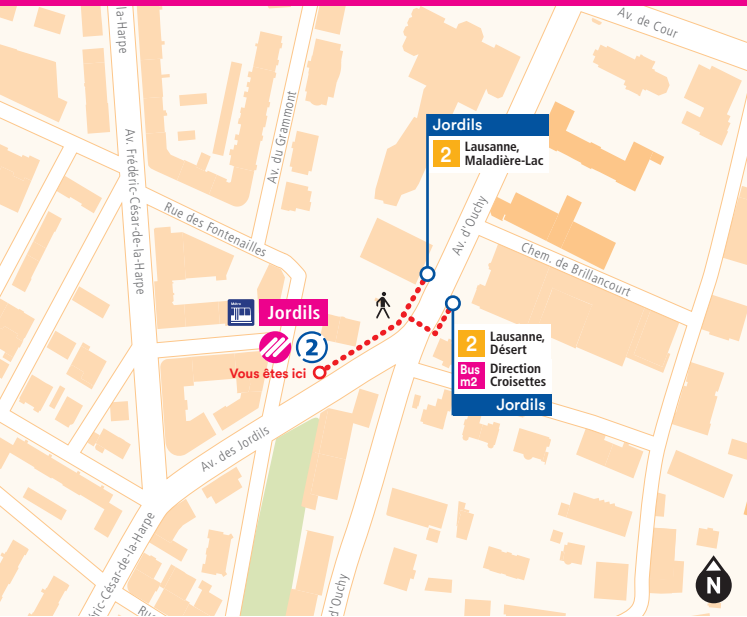 la-Harpe
Av. de Cour
Av. Frédéric-César-de-la-Harpe
Av. du Grammont
Jordils
2 Lausanne,
Maladière-Lac
Rue des Fontenailles
Av. d'Ouchy
Chem. de Brillancourt
Métro
Jordils
2
Vous êtes ici
2 Lausanne,
Désert
Bus Direction
m2 Croisettes
Jordils
Av. des Jordils
éric-César-de-la-Harpe
d'Ouchy
Ru
N